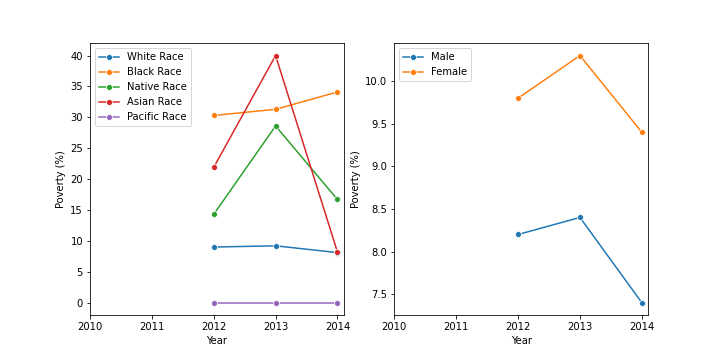 White Race
Black Race
Native Race
Asian Race
Pacific Race
40
35
30
25
20
15
10
5
0
Poverty (%)
2010 2011 2012 2013 2014
Year
Male
Female
10.0
9.5
9.0
8.5
8.0
7.5
Poverty (%)
2010 2011 2012 2013 2014
Year